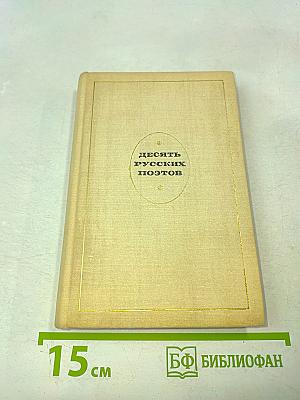 ДЕСЯТЬ
РУССКИХ
ПОЭТОВ
15 см
БФ БИБЛИОФАН